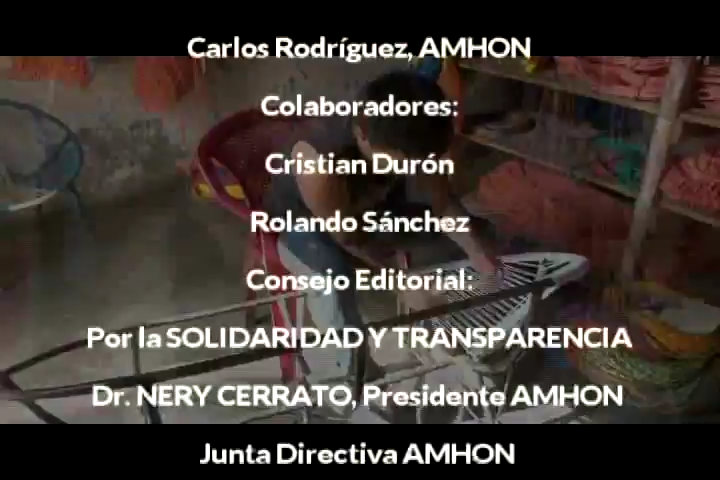 Carlos Rodríguez, AMHON
Colaboradores:
Cristian Durón
Rolando Sánchez
Consejo Editorial:
Por la SOLIDARIDAD Y TRANSPARENCIA
Dr. NERY CERRATO, Presidente AMHON
Junta Directiva AMHON